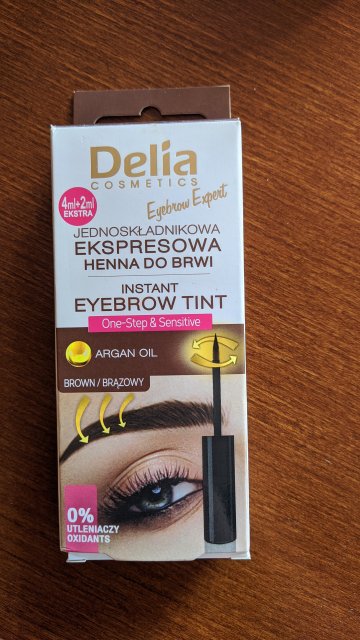 Delia
COSMETICS
Eyebrow Expert
4ml+2ml
EKSTRA
JEDNOSKŁADNIKOWA
EKSPRESOWA
HENNA DO BRWI
INSTANT
EYEBROW TINT
One-Step & Sensitive
ARGAN OIL
BROWN / BRĄZOWY
0%
UTLENIACZY
OXIDANTS